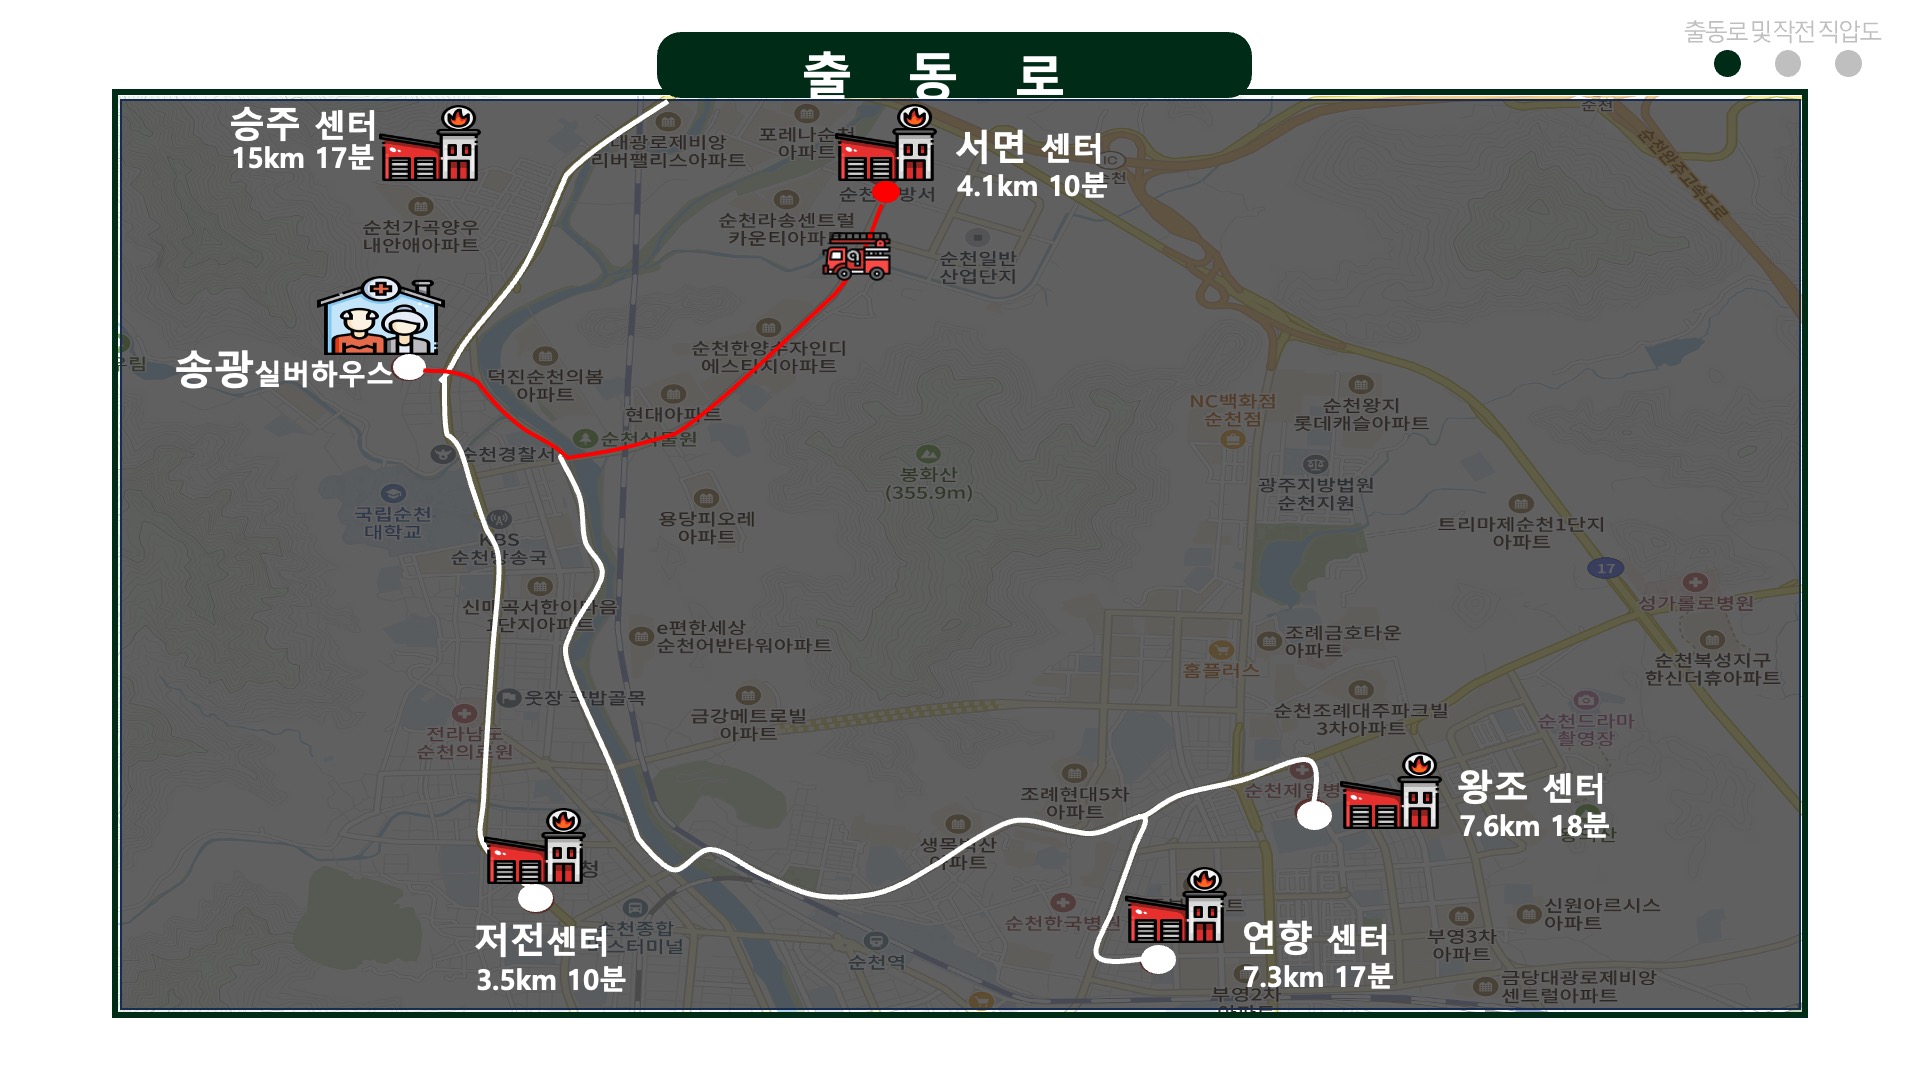 출동로 및 작전 직압도
출 동 로
승주 센터
15km 17분
서면 센터
4.1km 10분
대광로제비앙
리버팰리스아파트
포레나순천
아파트
순천
IC
순천완주고속도로
순천 방서
순천가곡양우
내안애아파트
순천라송센트럴
카운티아파
순천일반
산업단지
송광실버하우스
순천한양수자인디
에스티지아파트
덕진순천의봄
아파트
현대아파트
순천식물원
NC백화점
순천점
순천왕지
롯데캐슬아파트
순천경찰서
봉화산
(355.9m)
광주지방법원
순천지원
국립순천
대학교
KBS
순천방송국
용당피오레
아파트
트리마제순천1단지
아파트
17
성가롤로병원
신매곡서한이다음
1단지아파트
e편한세상
순천어반타워아파트
조례금호타운
아파트
홈플러스
순천복성지구
한신더휴아파트
웃장 국밥골목
금강메트로빌
아파트
순천조례대주파크빌
3차아파트
순천드라마
촬영장
전라남도
순천의료원
조례현대5차
아파트
순천제일병
왕조 센터
7.6km 18분
생목벽산
아파트
청
저전센터
3.5km 10분
순천한국병원
연향 센터
7.3km 17분
신원아르시스
아파트
부영3차
아파트
순천종합
스터미널
순천역
부영2차
아파트
금당대광로제비앙
센트럴아파트